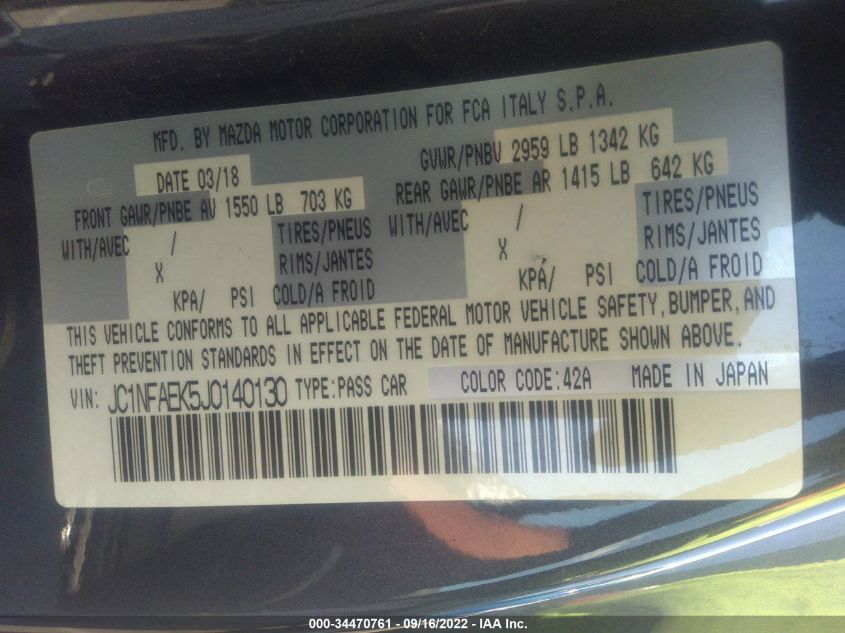 MFD. BY MAZDA MOTOR CORPORATION FOR FCA ITALY S.P.A.
DATE 03/18 GVWR/PNBV 2959 LB 1342 KG
FRONT GAWR/PNBE AV 1550 LB 703 KG REAR GAWR/PNBE AR 1415 LB 642 KG
WITH/AVEC / TIRES/PNEUS WITH/AVEC / TIRES/PNEUS
X RIMS/JANTES X RIMS/JANTES
KPA/ PSI COLD/A FROID KPA/ PSI COLD/A FROID
THIS VEHICLE CONFORMS TO ALL APPLICABLE FEDERAL MOTOR VEHICLE SAFETY, BUMPER, AND
THEFT PREVENTION STANDARDS IN EFFECT ON THE DATE OF MANUFACTURE SHOWN ABOVE.
VIN: JC1NFAEK5J0140130 TYPE:PASS CAR COLOR CODE:42A MADE IN JAPAN
000-34470761 - 09/16/2022 - IAA Inc.